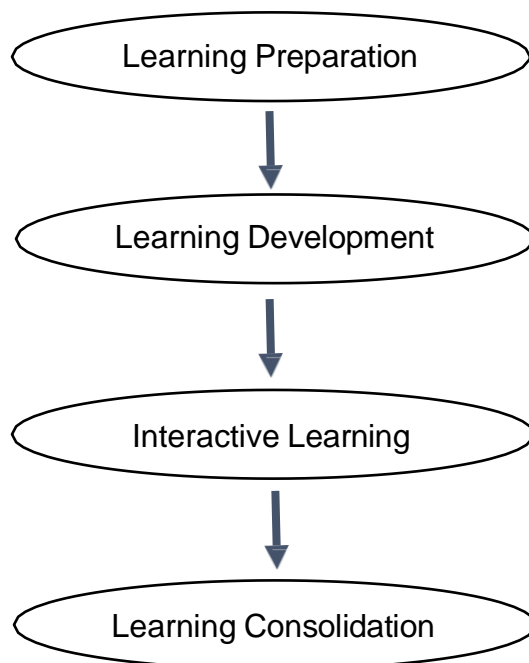 Learning Preparation
Learning Development
Interactive Learning
Learning Consolidation